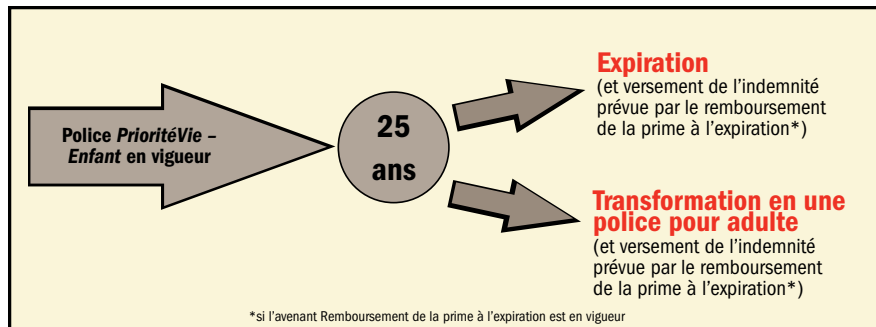 Police PrioritéVie –
Enfant en vigueur
25
ans
Expiration
(et versement de l'indemnité
prévue par le remboursement
de la prime à l'expiration*)
Transformation en une
police pour adulte
(et versement de l'indemnité
prévue par le remboursement
de la prime à l'expiration*)
*si l'avenant Remboursement de la prime à l'expiration est en vigueur